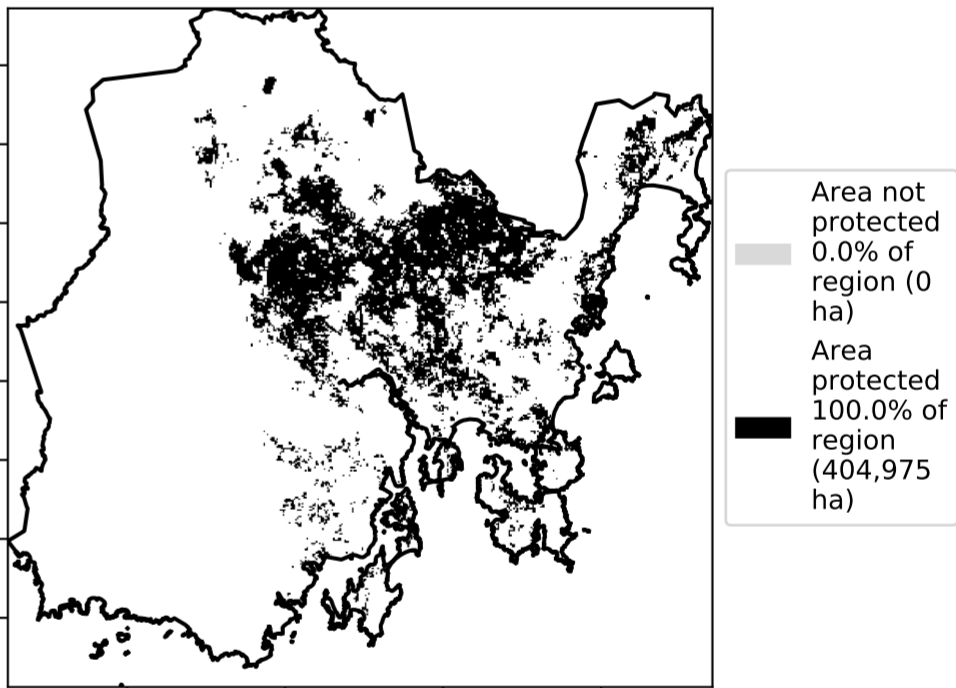 Area not
protected
0.0% of
region (0
ha)
Area
protected
100.0% of
region
(404,975
ha)